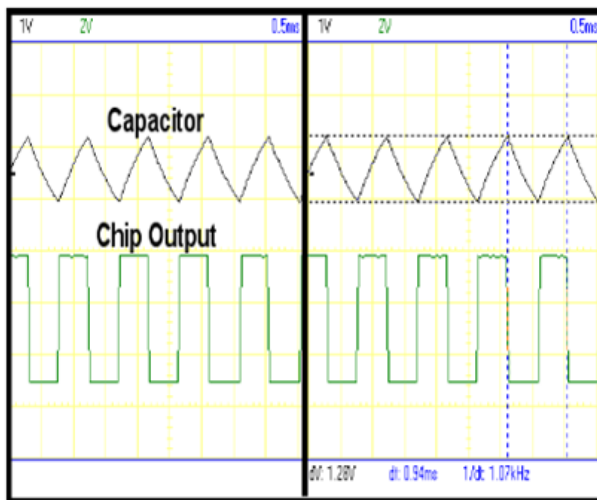 1V 2V 0.5ms 1V 2V 0.5ms
Capacitor
Chip Output
dV: 1.28V dt: 0.94ms 1/dt: 1.07kHz